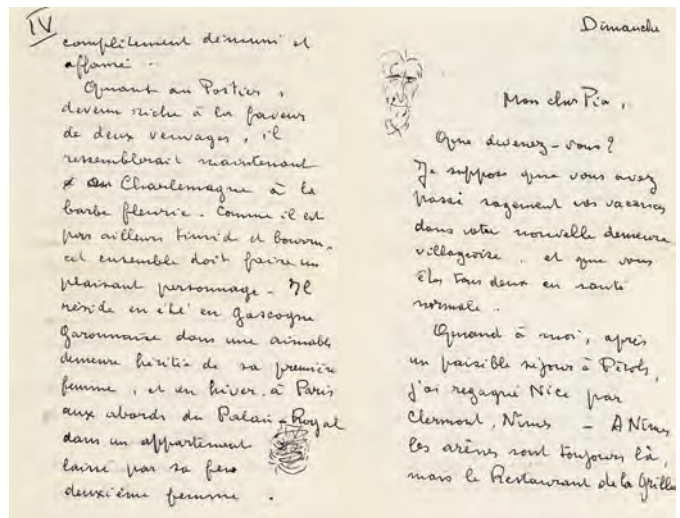 IV
complètement démuni et
affamé.
Quant au Portier,
devenu riche à la faveur
de deux veuvages, il
ressemblerait maintenant
à Charlemagne à la
barbe fleurie. Comme il est
par ailleurs timide et bourru,
cet ensemble doit faire un
plaisant personnage - Il
réside en été en Gascogne
Garonnaise dans une aimable
demeure héritée de sa première
femme, et en hiver à Paris
aux abords du Palais-Royal
dans un appartement
laissé par sa
deuxième femme.
Dimanche
Mon cher Pia,
Que devenez-vous?
Je suppose que vous avez
passé sagement vos vacances
dans votre nouvelle demeure
villageoise, et que vous
êtes tous deux en santé
normale.
Quand à moi, après
un paisible séjour à Pérols,
j'ai regagné Nice par
Clermont, Nîmes - A Nîmes
les arènes sont toujours là,
mais le Restaurant de la Grille